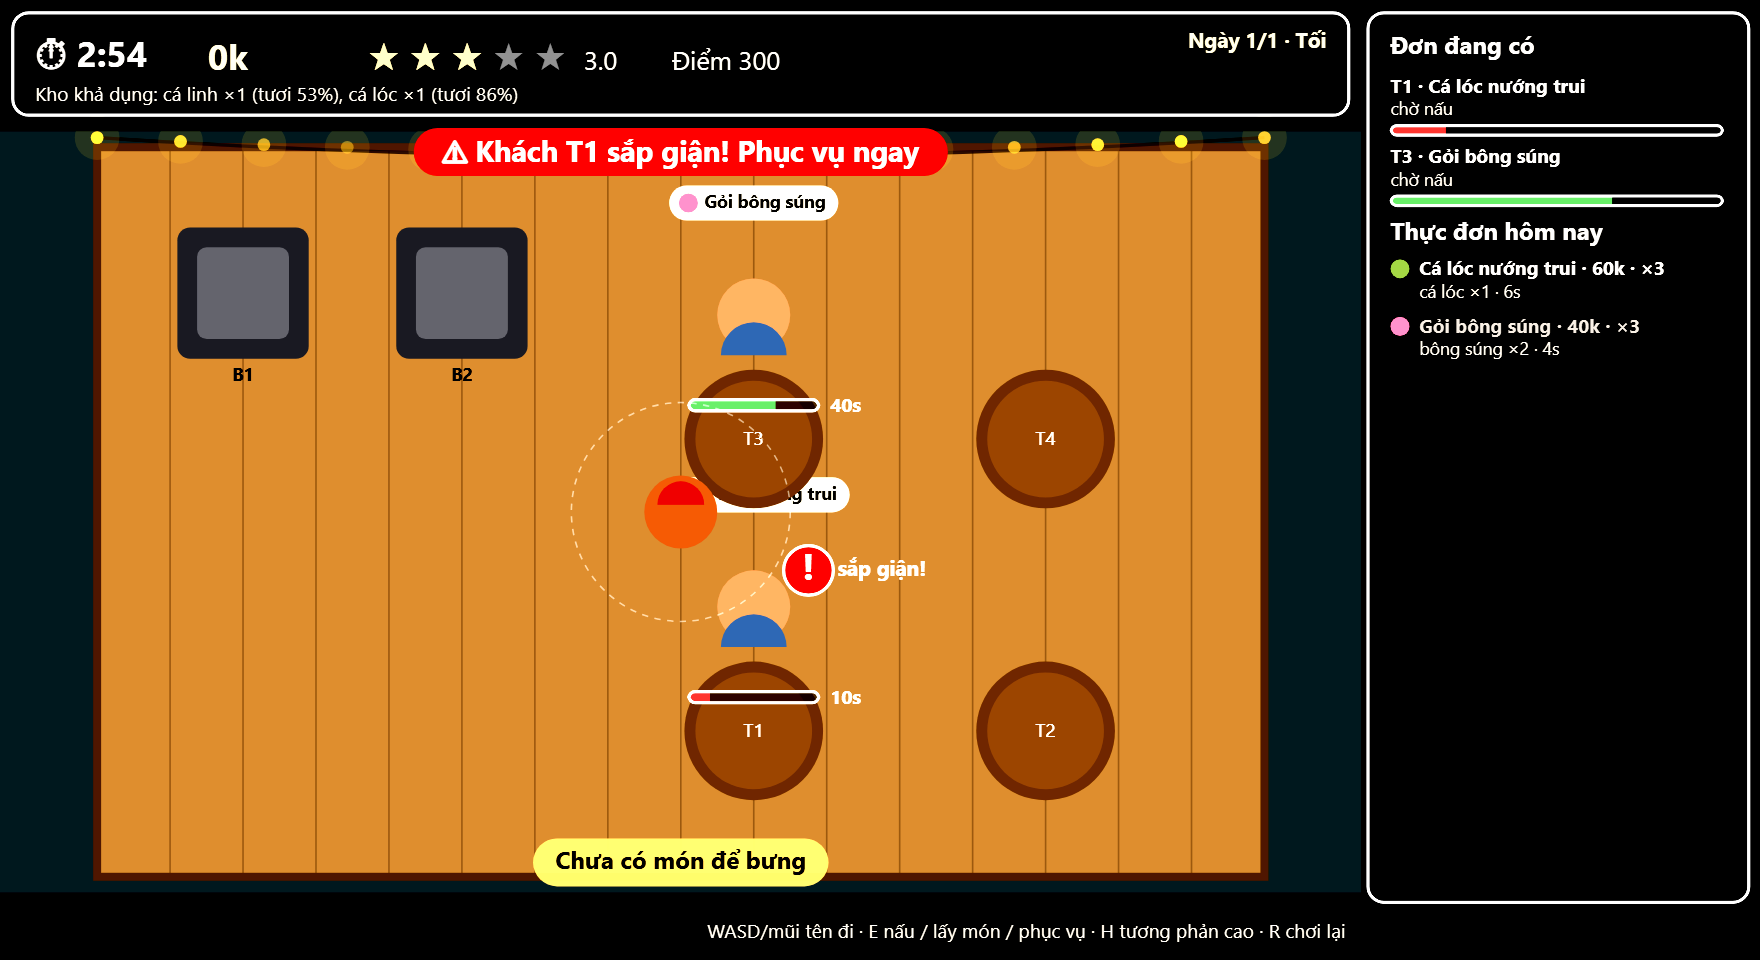 ⏱ 2:54
0k
★★★★★ 3.0
Điểm 300
Ngày 1/1 · Tối
Kho khả dụng: cá linh ×1 (tươi 53%), cá lóc ×1 (tươi 86%)
⚠ Khách T1 sắp giận! Phục vụ ngay
Gỏi bông súng
B1
B2
40s
T3
trui
! sắp giận!
10s
T1
T4
T2
Chưa có món để bưng
WASD/mũi tên đi · E nấu / lấy món / phục vụ · H tương phản cao · R chơi lại
Đơn đang có
T1 · Cá lóc nướng trui
chờ nấu
T3 · Gỏi bông súng
chờ nấu
Thực đơn hôm nay
Cá lóc nướng trui · 60k · ×3
cá lóc ×1 · 6s
Gỏi bông súng · 40k · ×3
bông súng ×2 · 4s